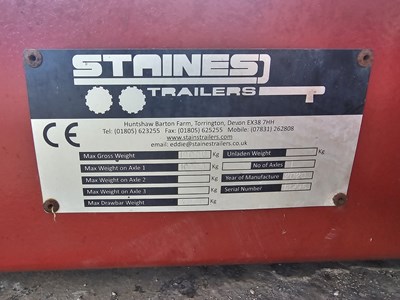 STAINES
TRAILERS
Huntshaw Barton Farm, Torrington, Devon EX38 7HH
Tel: (01805) 623255 Fax: (01805) 625255 Mobile: (07831) 262808
www.stainstrailers.com
email: eddie@stainestrailers.co.uk
CE
Max Gross Weight Kg Unladen Weight Kg
Max Weight on Axle 1 Kg No of Axles
Max Weight on Axle 2 Kg Year of Manufacture
Max Weight on Axle 3 Kg Serial Number
Max Drawbar Weight Kg